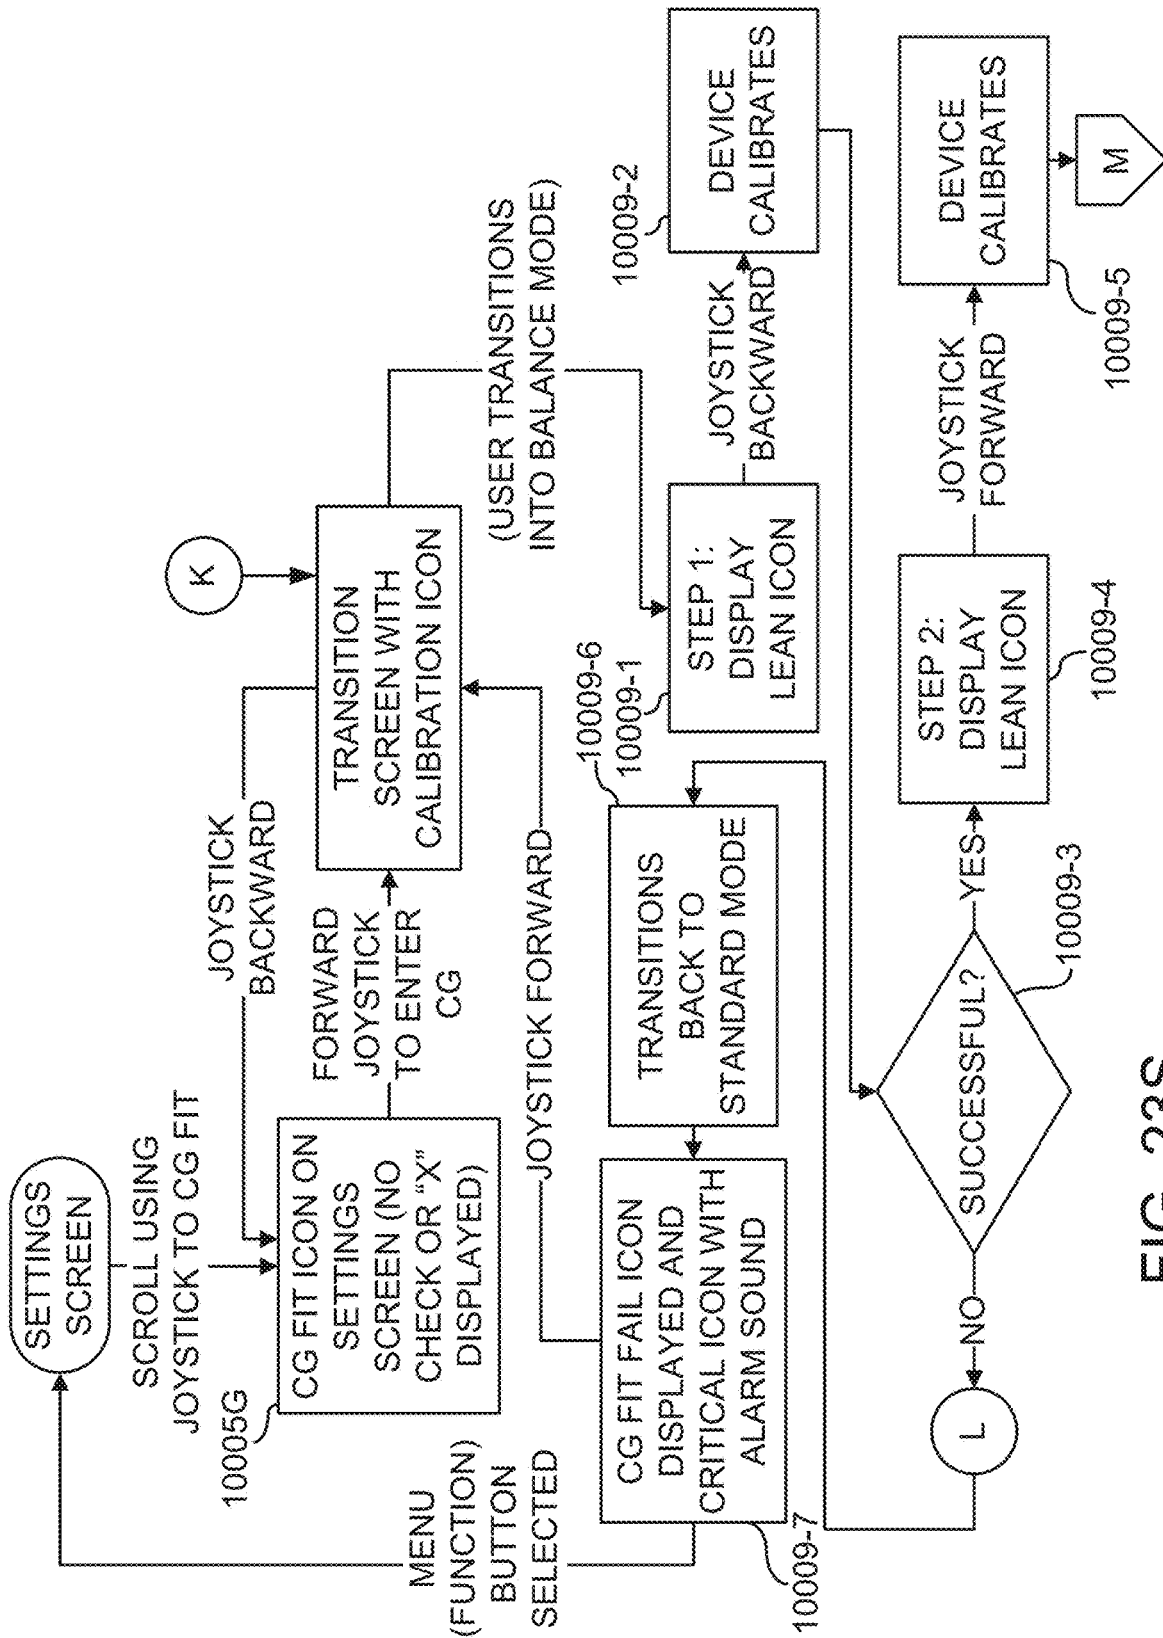 SETTINGS
SCREEN
SCROLL USING
JOYSTICK TO CG FIT
10005G
CG FIT ICON ON
SETTINGS
SCREEN (NO
CHECK OR “X”
DISPLAYED)
JOYSTICK
BACKWARD
FORWARD
JOYSTICK
TO ENTER
CG
K
TRANSITION
SCREEN WITH
CALIBRATION ICON
(USER TRANSITIONS
INTO BALANCE MODE)
MENU
(FUNCTION)
BUTTON
SELECTED
JOYSTICK FORWARD
10009-6
10009-1
STEP 1:
DISPLAY
LEAN ICON
JOYSTICK
BACKWARD
10009-2
DEVICE
CALIBRATES
TRANSITIONS
BACK TO
STANDARD MODE
CG FIT FAIL ICON
DISPLAYED AND
CRITICAL ICON WITH
ALARM SOUND
10009-7
L
NO
SUCCESSFUL?
10009-3
YES
STEP 2:
DISPLAY
LEAN ICON
10009-4
JOYSTICK
FORWARD
DEVICE
CALIBRATES
10009-5
M
FIG. 23S